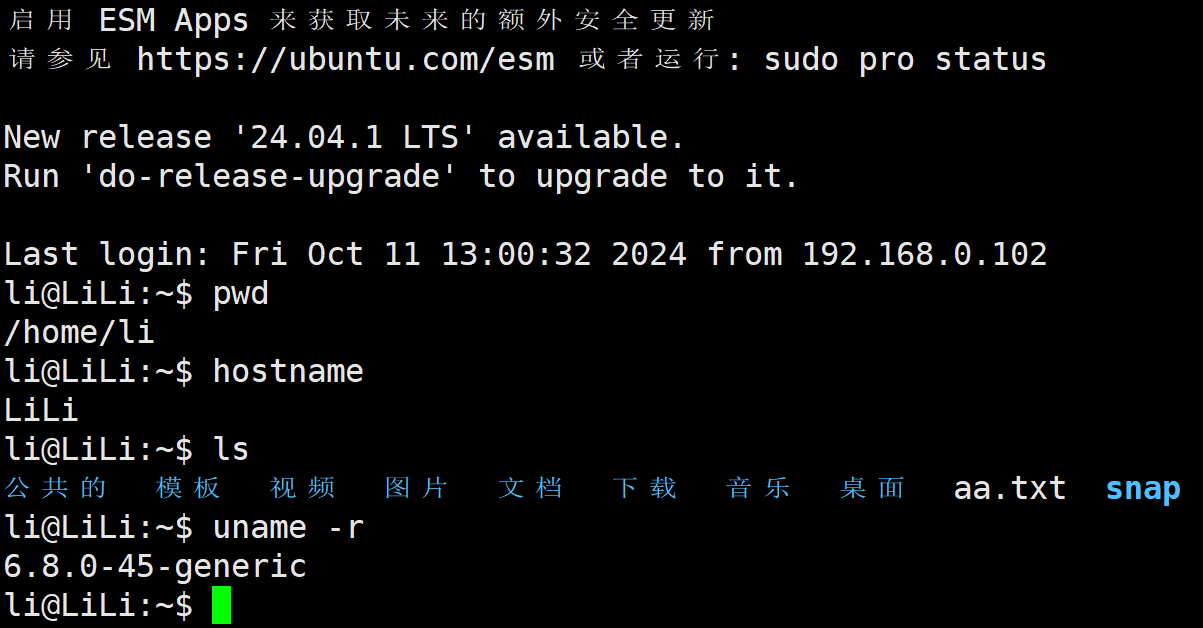 启用 ESM Apps 来获取未来的额外安全更新
请参见 https://ubuntu.com/esm 或者运行: sudo pro status
New release '24.04.1 LTS' available.
Run 'do-release-upgrade' to upgrade to it.
Last login: Fri Oct 11 13:00:32 2024 from 192.168.0.102
li@LiLi:~$ pwd
/home/li
li@LiLi:~$ hostname
LiLi
li@LiLi:~$ ls
公共的 模板 视频 图片 文档 下载 音乐 桌面 aa.txt snap
li@LiLi:~$ uname -r
6.8.0-45-generic
li@LiLi:~$